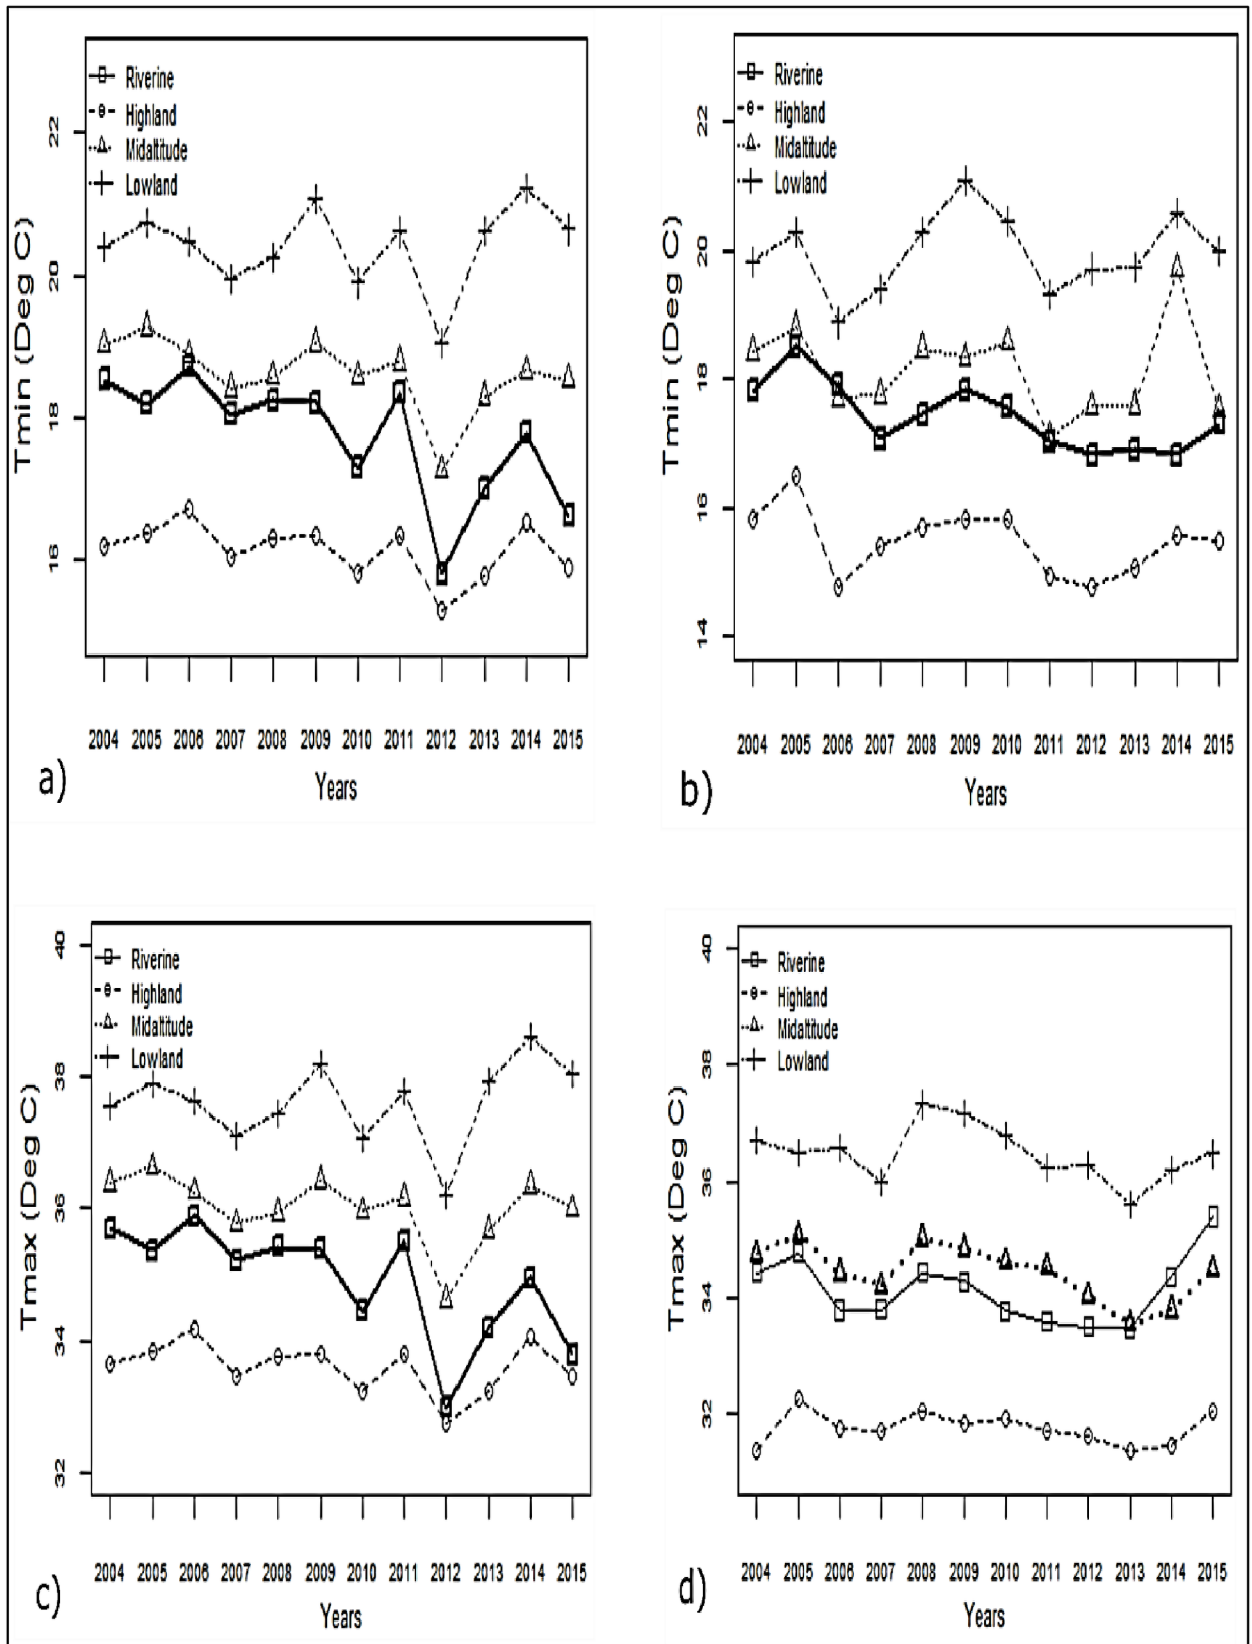 Riverine
Highland
Midattitude
Lowland
22
20
18
16
Tmin (Deg C)
2004 2005 2006 2007 2008 2009 2010 2011 2012 2013 2014 2015
Years
a)
Riverine
Highland
Midattitude
Lowland
22
20
18
16
14
Tmin (Deg C)
2004 2005 2006 2007 2008 2009 2010 2011 2012 2013 2014 2015
Years
b)
Riverine
Highland
Midattitude
Lowland
40
38
36
34
32
Tmax (Deg C)
2004 2005 2006 2007 2008 2009 2010 2011 2012 2013 2014 2015
Years
c)
Riverine
Highland
Midattitude
Lowland
40
38
36
34
32
Tmax (Deg C)
2004 2005 2006 2007 2008 2009 2010 2011 2012 2013 2014 2015
Years
d)